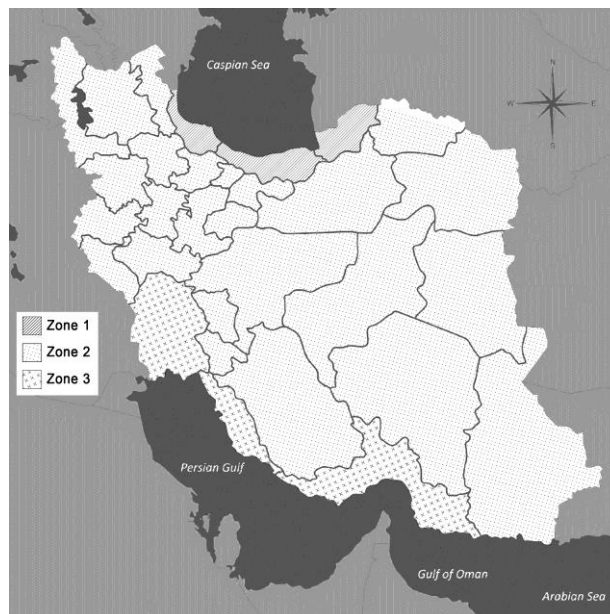 Caspian Sea
N
W
E
S
Zone 1
Zone 2
Zone 3
Persian Gulf
Gulf of Oman
Arabian Sea